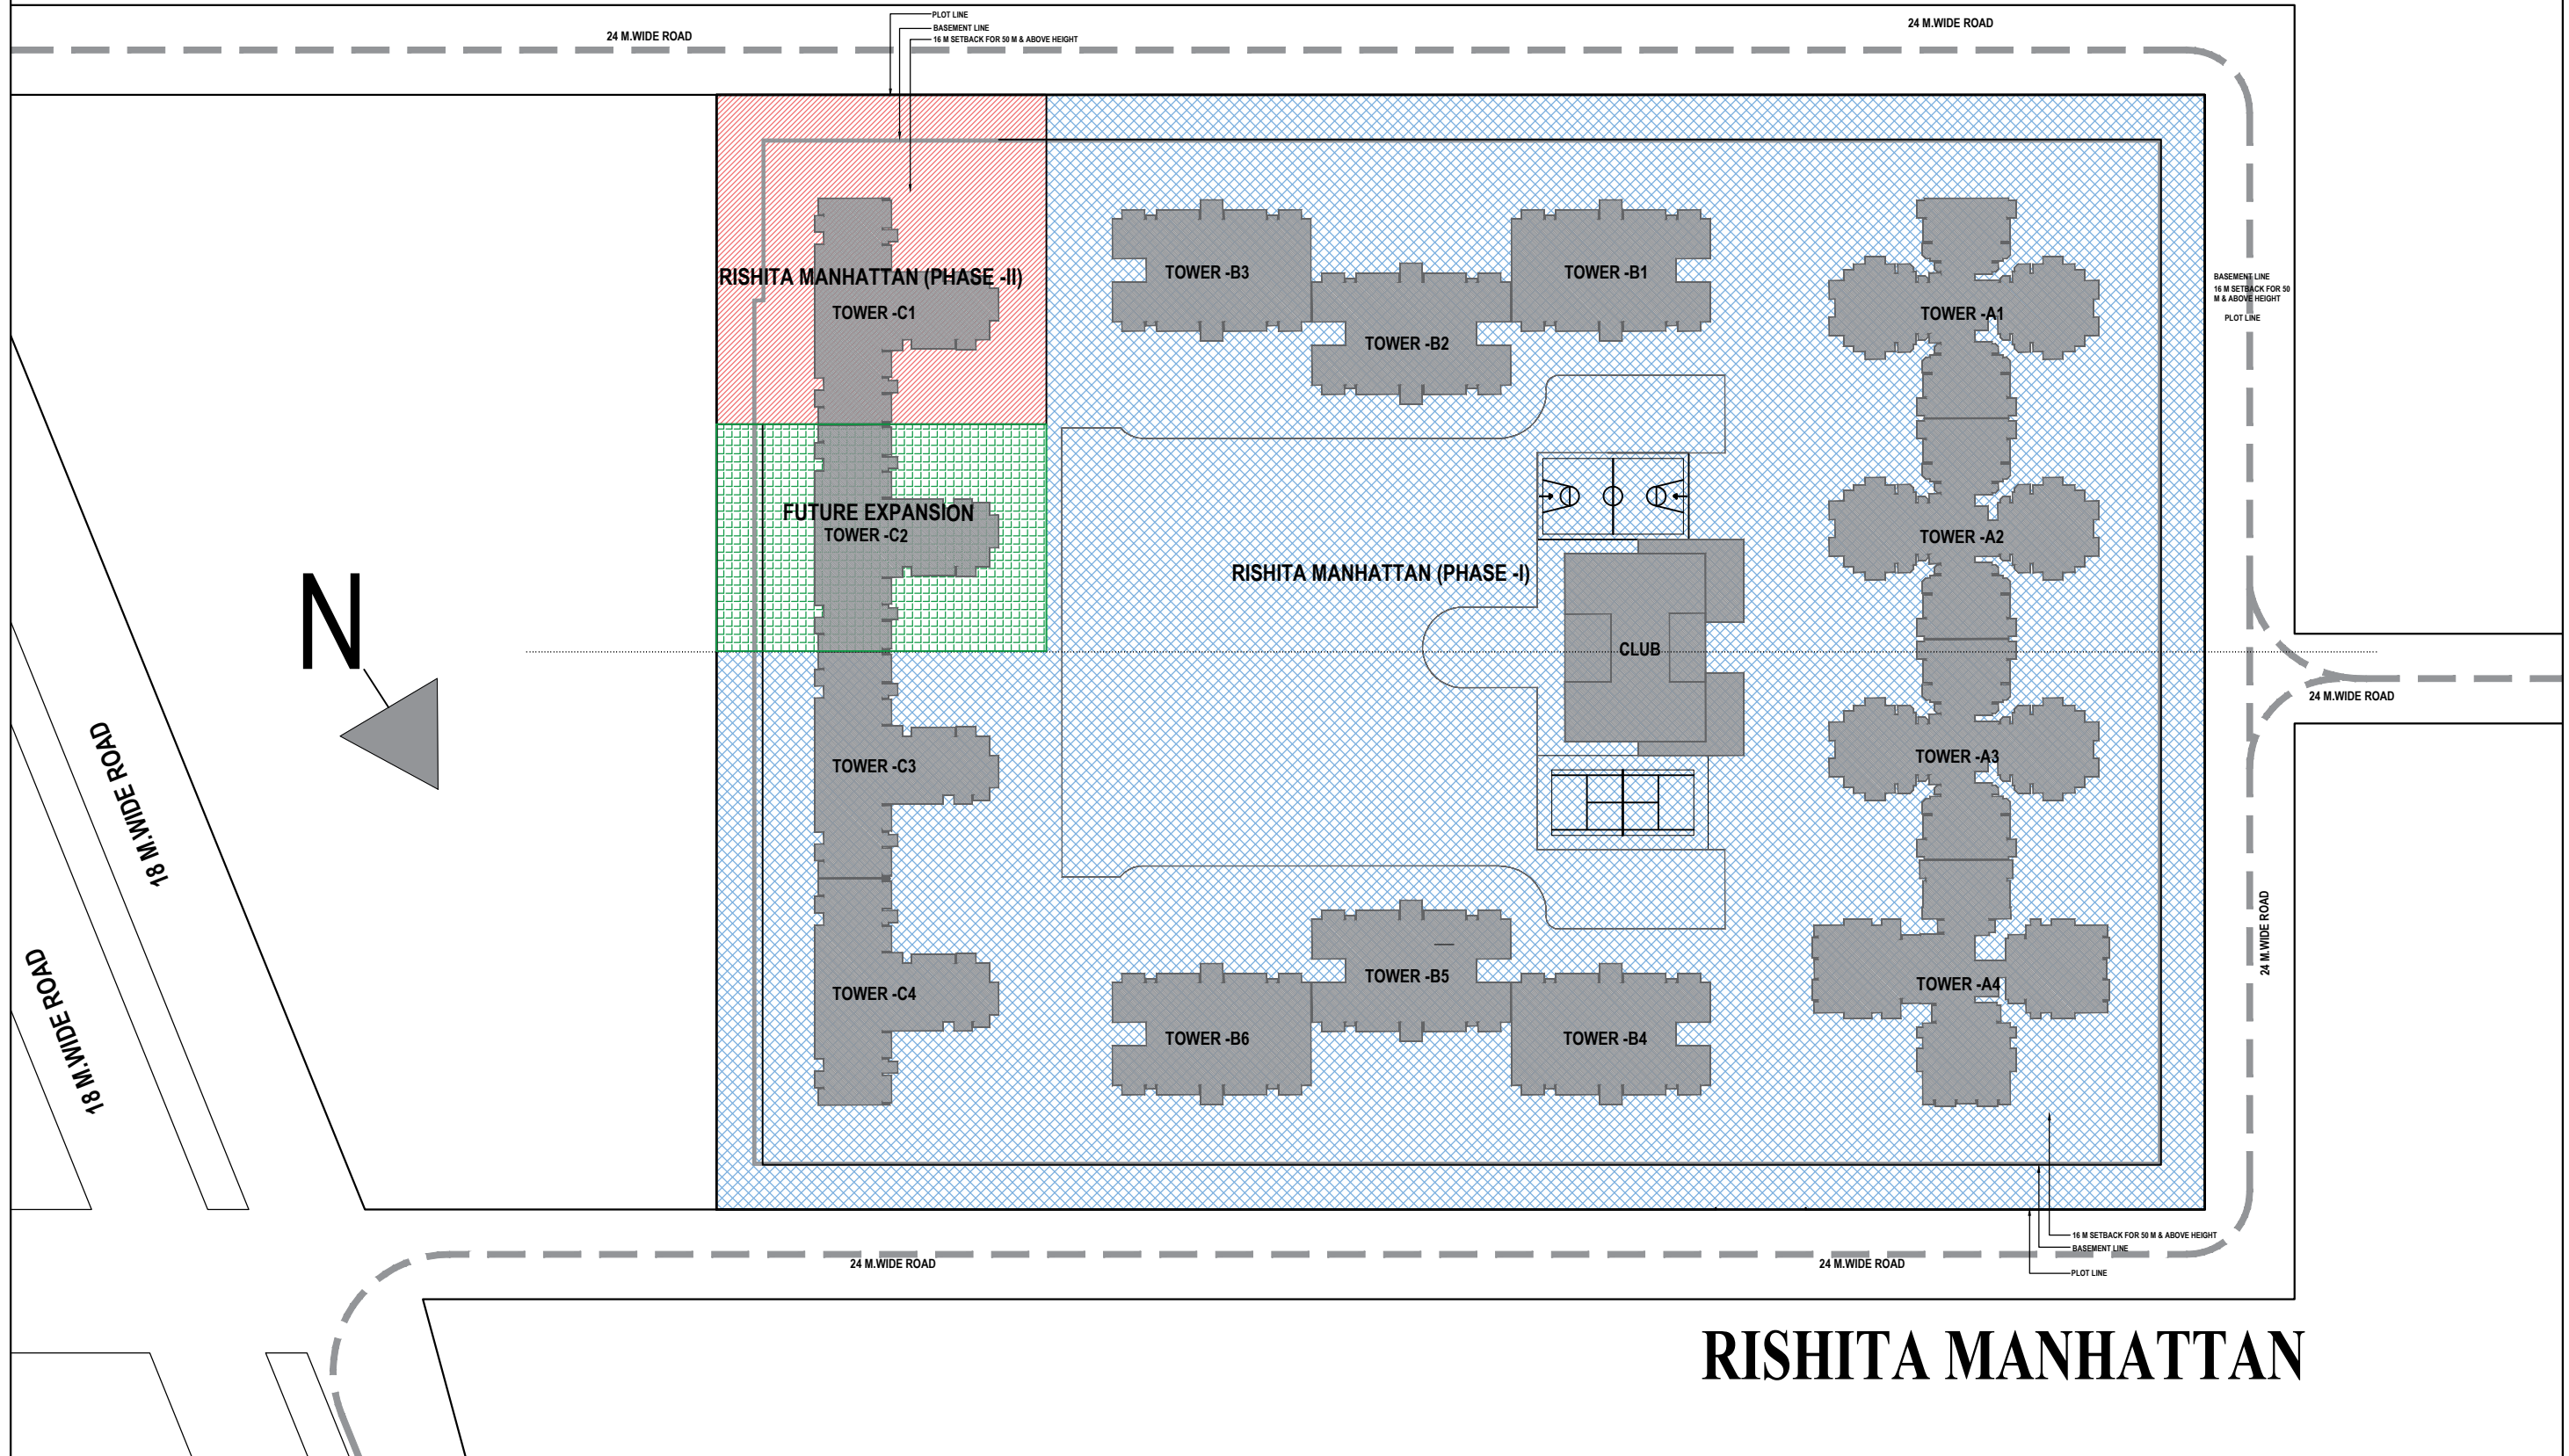 PLOT LINE
BASEMENT LINE
16 M SETBACK FOR 50 M & ABOVE HEIGHT
24 M.WIDE ROAD
24 M.WIDE ROAD
RISHITA MANHATTAN (PHASE -II)
TOWER -C1
TOWER -B3
TOWER -B2
TOWER -B1
TOWER -A1
BASEMENT LINE
16 M SETBACK FOR 50
M & ABOVE HEIGHT
PLOT LINE
FUTURE EXPANSION
TOWER -C2
TOWER -A2
RISHITA MANHATTAN (PHASE -I)
N
CLUB
24 M.WIDE ROAD
18 M.WIDE ROAD
TOWER -C3
TOWER -A3
24 M.WIDE ROAD
18 M.WIDE ROAD
TOWER -C4
TOWER -B6
TOWER -B5
TOWER -B4
TOWER -A4
16 M SETBACK FOR 50 M & ABOVE HEIGHT
BASEMENT LINE
PLOT LINE
24 M.WIDE ROAD
24 M.WIDE ROAD
RISHITA MANHATTAN